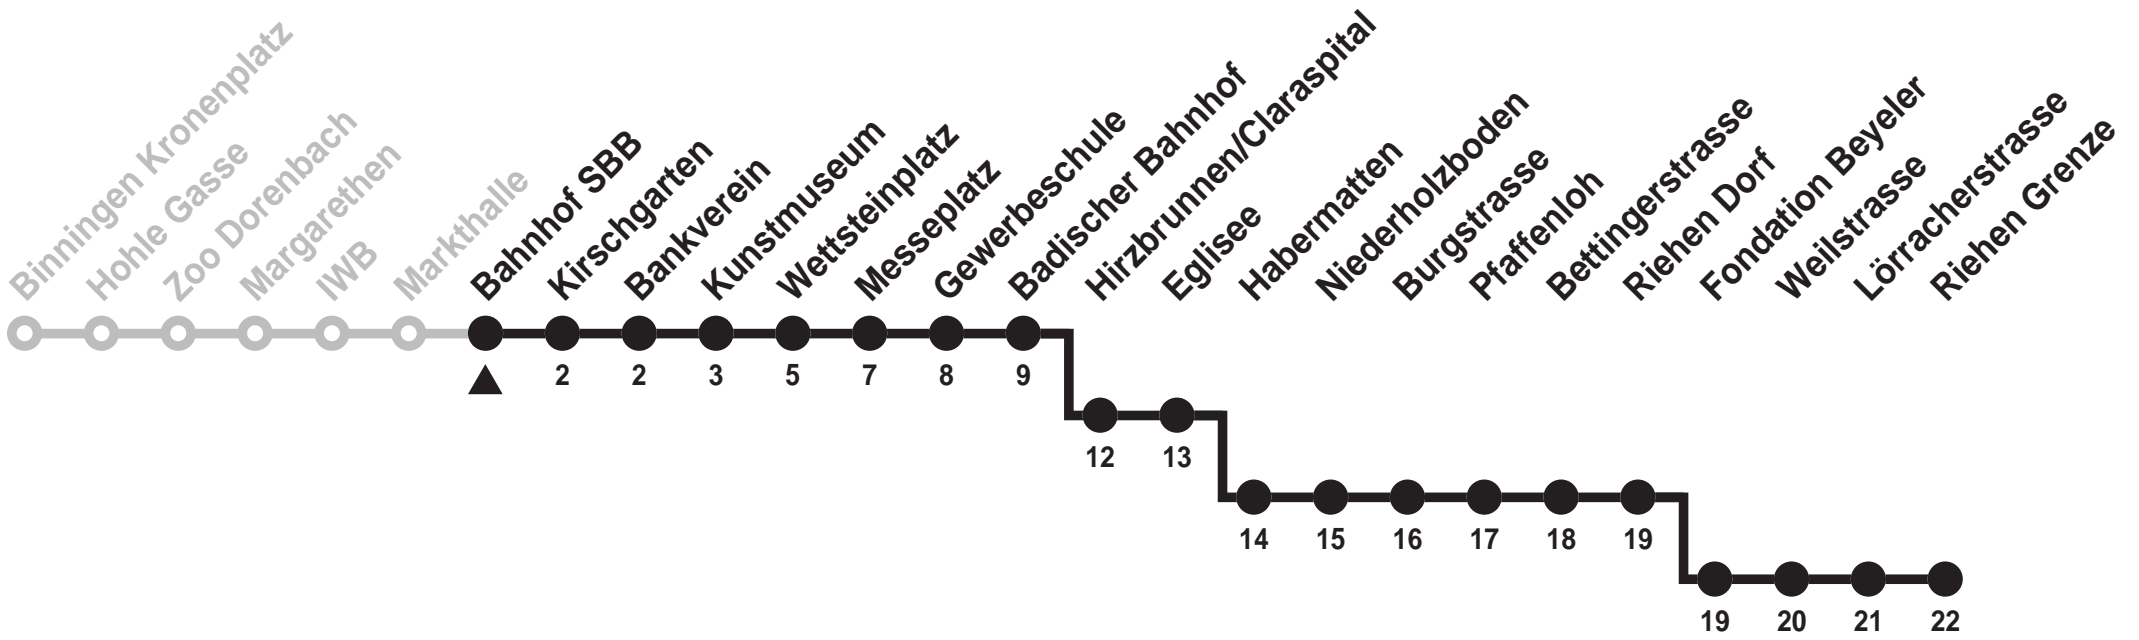 Binningen Kronenplatz
Hohle Gasse
Zoo Dorenbach
Margarethen
IWB
Markthalle
Bahnhof SBB
Kirschgarten
Bankverein
Kunstmuseum
Wettsteinplatz
Messeplatz
Gewerbeschule
Badischer Bahnhof
Hirzbrunnen/Claraspital
Eglisee
Habermatten
Niederholzboden
Burgstrasse
Pfaffenloh
Bettingerstrasse
Riehen Dorf
Fondation Beyeler
Weilstrasse
Lörracherstrasse
Riehen Grenze
2 2 3 5 7 8 9
12 13
14 15 16 17 18 19
19 20 21 22